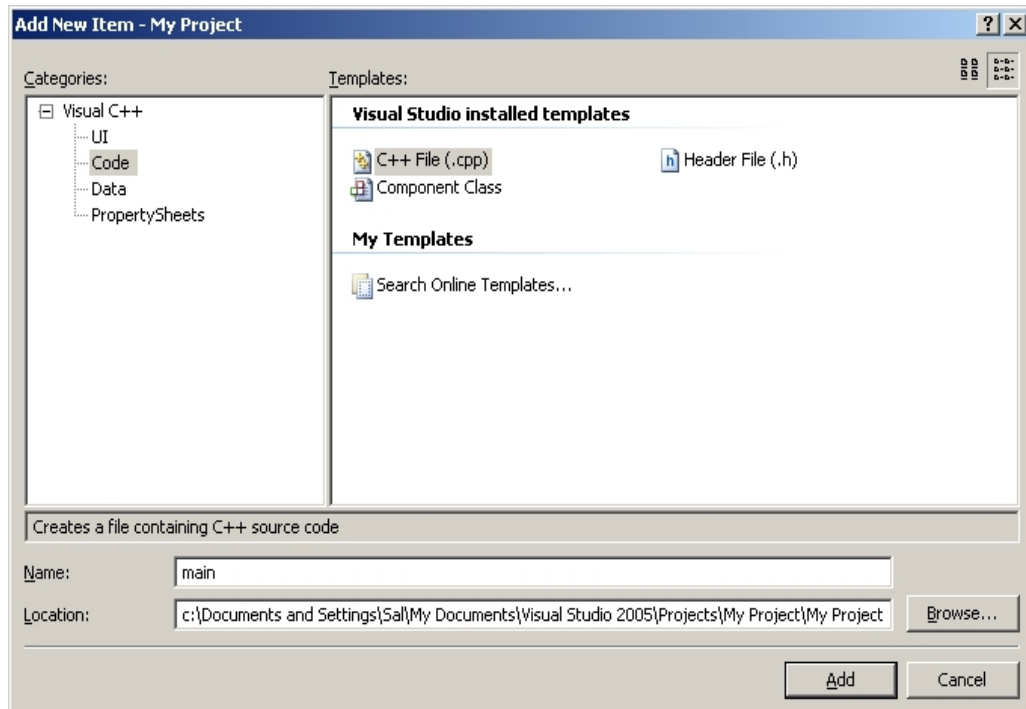 Add New Item - My Project
Categories:
Templates:
Visual C++
UI
Code
Data
PropertySheets
Visual Studio installed templates
C++ File (.cpp)
Header File (.h)
Component Class
My Templates
Search Online Templates...
Creates a file containing C++ source code
Name:
main
Location:
c:\Documents and Settings\Sal\My Documents\Visual Studio 2005\Projects\My Project\My Project
Browse...
Add
Cancel